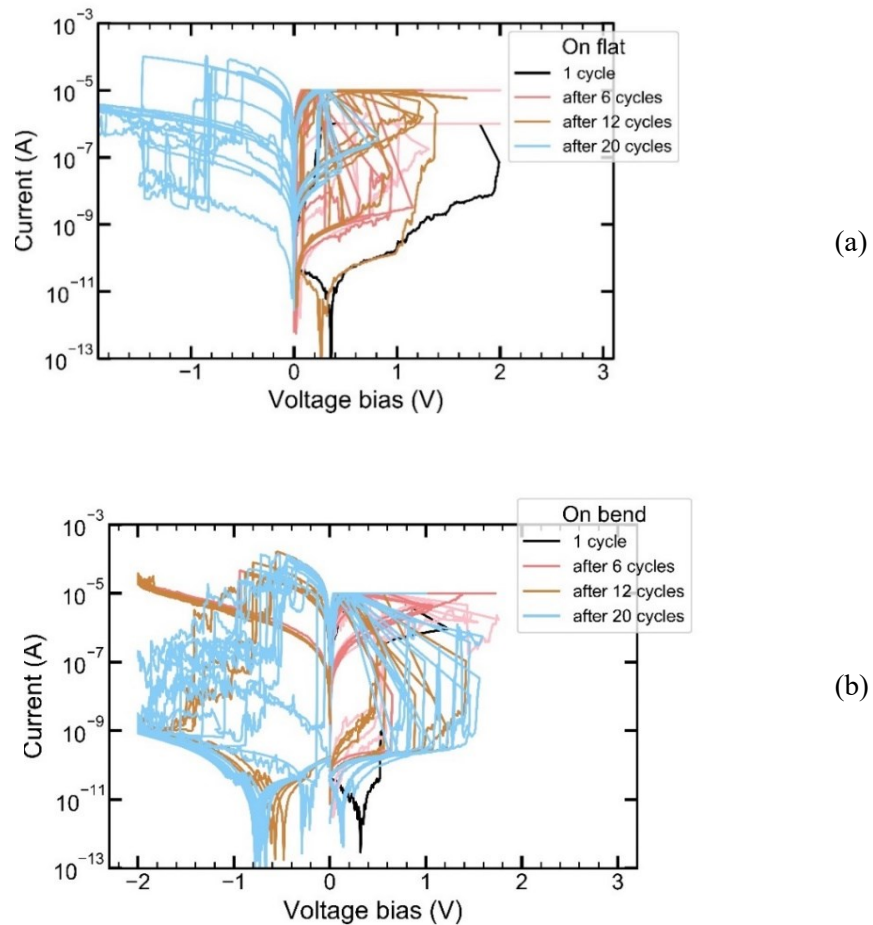 10⁻³
10⁻⁵
10⁻⁷
10⁻⁹
10⁻¹¹
10⁻¹³
Current (A)
−1
0
1
2
3
Voltage bias (V)
On flat
1 cycle
after 6 cycles
after 12 cycles
after 20 cycles
(a)
10⁻³
10⁻⁵
10⁻⁷
10⁻⁹
10⁻¹¹
10⁻¹³
Current (A)
−2
−1
0
1
2
3
Voltage bias (V)
On bend
1 cycle
after 6 cycles
after 12 cycles
after 20 cycles
(b)